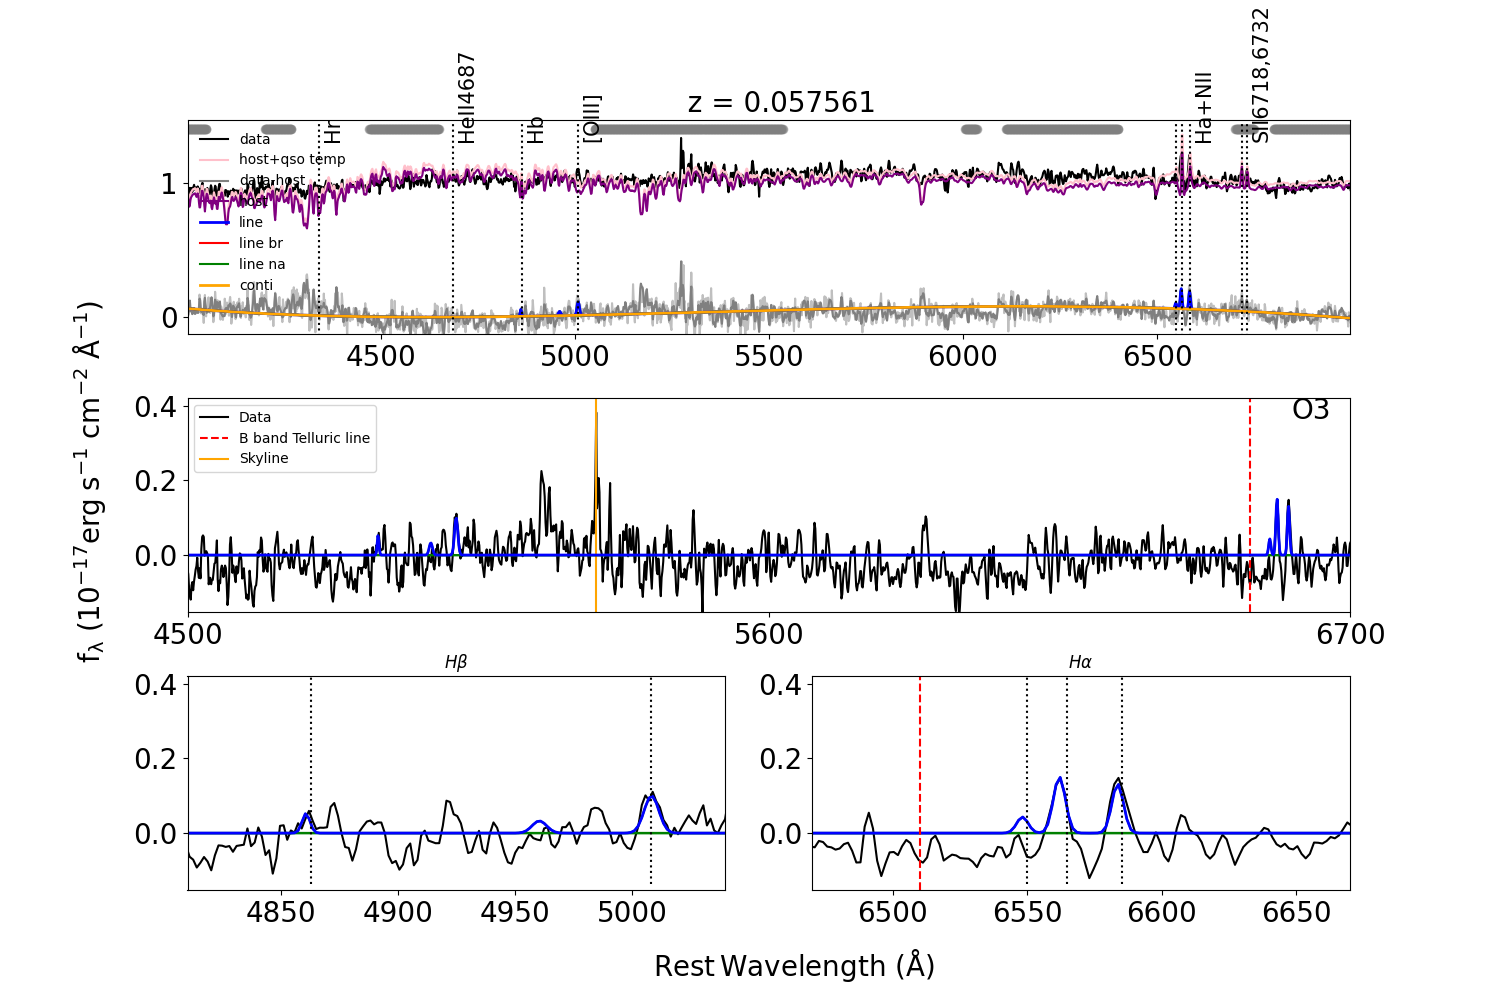 z = 0.057561
Hr
HeII4687
Hb
[OIII]
Ha+NII
SII6718,6732
data
host+qso temp
data-host
host
line
line br
line na
conti
1
0
4500 5000 5500 6000 6500
fλ (10⁻¹⁷erg s⁻¹ cm⁻² Å⁻¹)
O3
Data
B band Telluric line
Skyline
0.4
0.2
0.0
4500 5600 6700
Hβ
0.4
0.2
0.0
4850 4900 4950 5000
Hα
0.4
0.2
0.0
6500 6550 6600 6650
Rest Wavelength (Å)